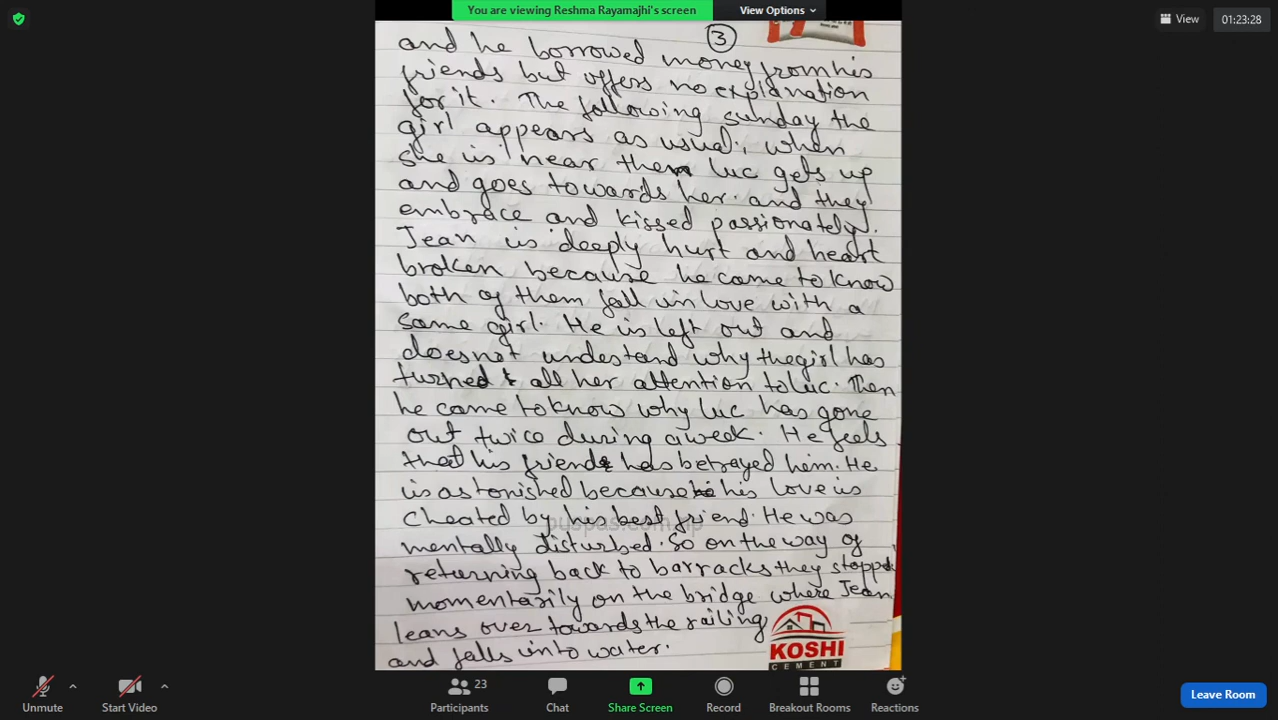 You are viewing Reshma Rayamajhi's screen
View Options
View
01:23:28
3
and he borrowed money from his
friends but offers no explanation
for it. The following sunday the
girl appears as usual, when
she is near them luc gets up
and goes towards her. and they
embrace and kissed passionately.
Jean is deeply hurt and heart
broken because he came to know
both of them fall in love with a
same girl. He is left out and
doesnot undestand why the girl has
turned all her attention to luc. Then
he came to know why luc has gone
out twice during a week. He feels
that his friend has betrayed him. He
is astonished because his love is
cheated by his best friend. He was
mentally disturbed. So on the way of
returning back to barracks they stopped
momentarily on the bridge where Jean
leans over towards the railing
and falls into water.
puspas.com.np
KOSHI
CEMENT
Unmute
Start Video
23
Participants
Chat
Share Screen
Record
Breakout Rooms
Reactions
Leave Room